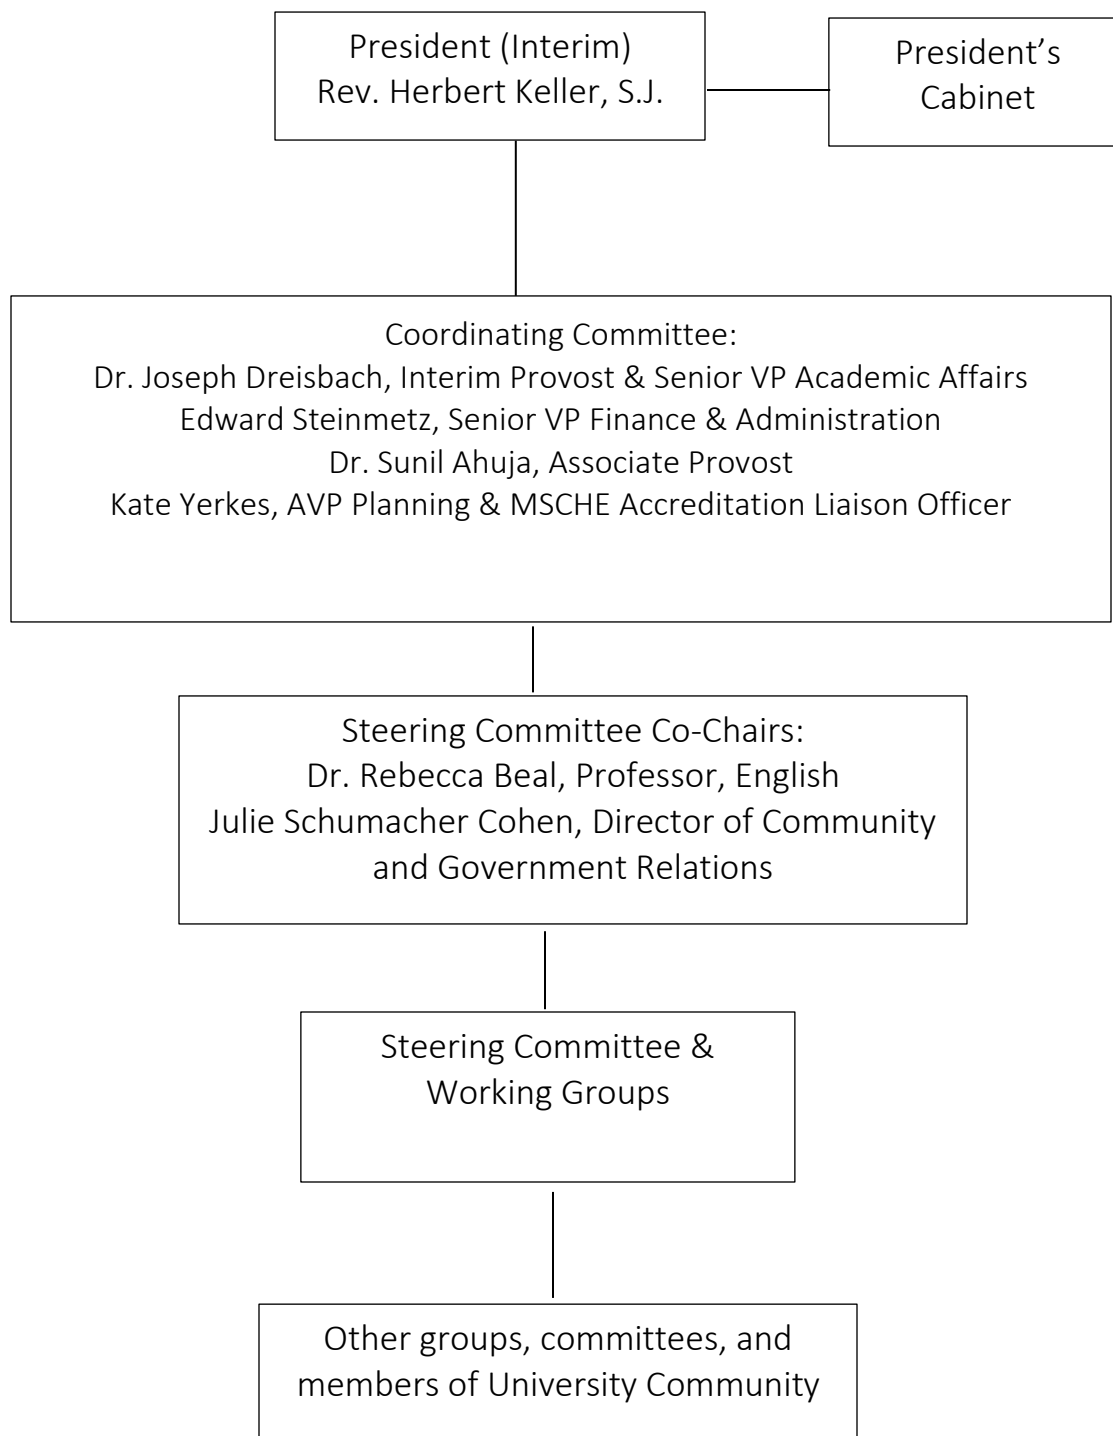 President (Interim)
Rev. Herbert Keller, S.J.
President’s
Cabinet
Coordinating Committee:
Dr. Joseph Dreisbach, Interim Provost & Senior VP Academic Affairs
Edward Steinmetz, Senior VP Finance & Administration
Dr. Sunil Ahuja, Associate Provost
Kate Yerkes, AVP Planning & MSCHE Accreditation Liaison Officer
Steering Committee Co-Chairs:
Dr. Rebecca Beal, Professor, English
Julie Schumacher Cohen, Director of Community
and Government Relations
Steering Committee &
Working Groups
Other groups, committees, and
members of University Community